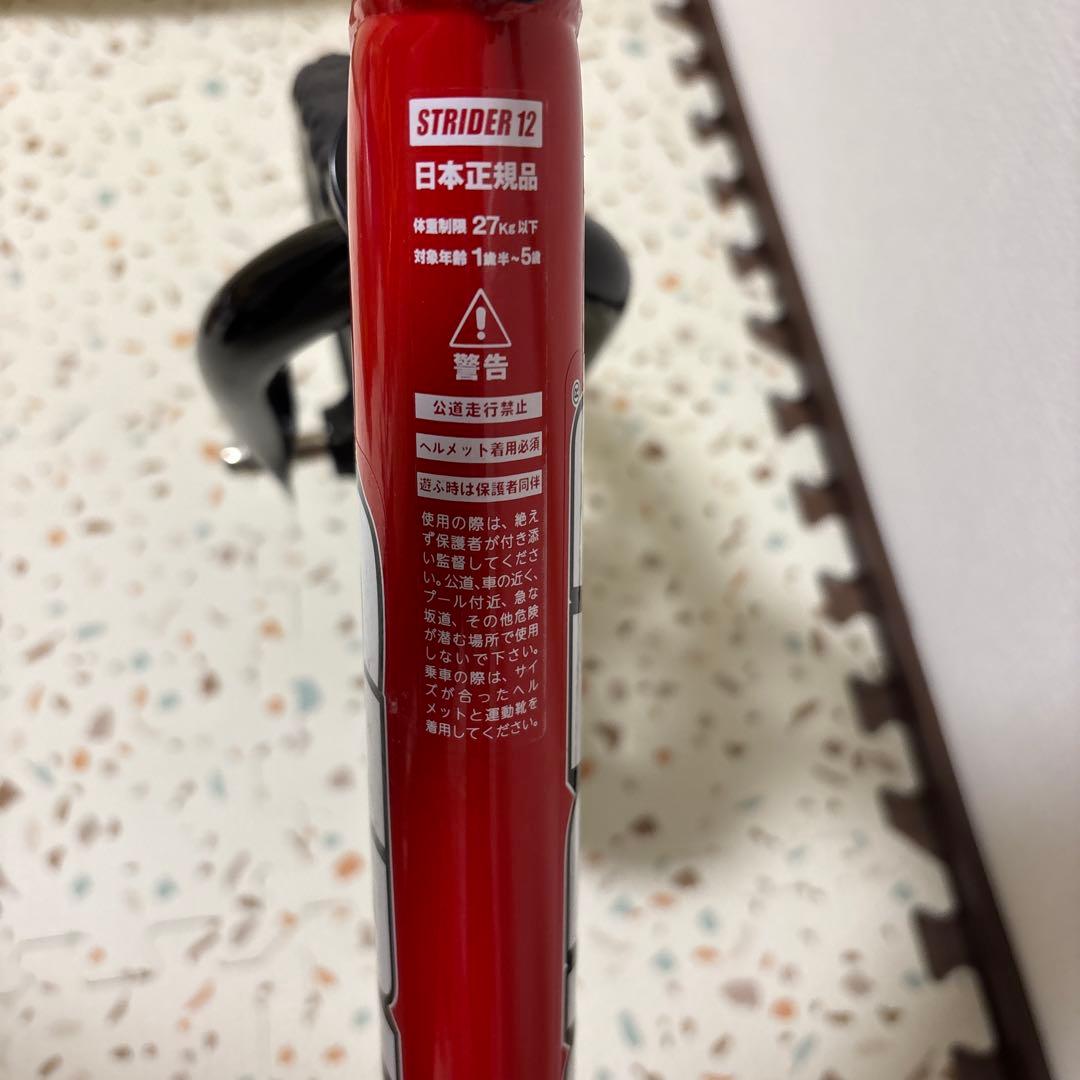 STRIDER 12
日本正規品
体重制限 27Kg以下
対象年齢 1歳半~5歳
警告
公道走行禁止
ヘルメット着用必須
遊ぶ時は保護者同伴
使用の際は、絶え
ず保護者が付き添
い監督してくださ
い。公道、車の近く、
プール付近、急な
坂道、その他危険
が潜む場所で使用
しないで下さい。
乗車の際は、サイ
ズが合ったヘル
メットと運動靴を
着用してください。
®